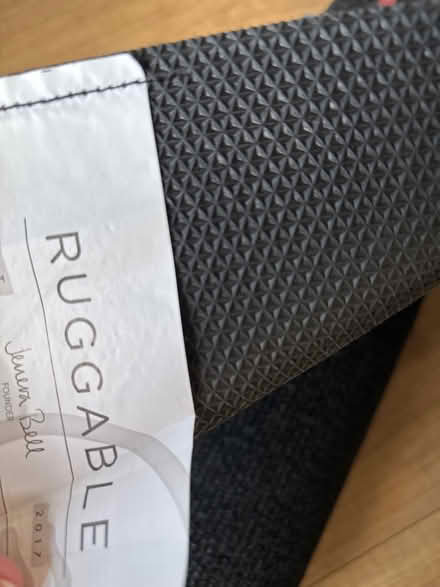 RUGGABLE
Jeneva Bell
FOUNDER
2017